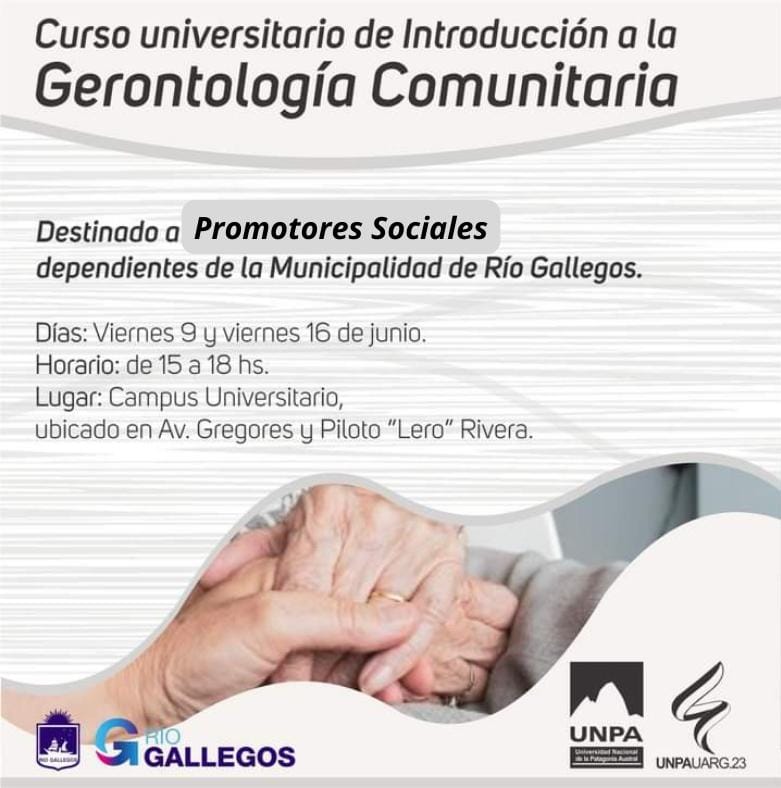 Curso universitario de Introducción a la
Gerontología Comunitaria
Destinado a Promotores Sociales
dependientes de la Municipalidad de Río Gallegos.
Días: Viernes 9 y viernes 16 de junio.
Horario: de 15 a 18 hs.
Lugar: Campus Universitario,
ubicado en Av. Gregores y Piloto “Lero” Rivera.
RIO GALLEGOS
RIO
GALLEGOS
UNPA
Universidad Nacional
de la Patagonia Austral
UNPAUARG.23